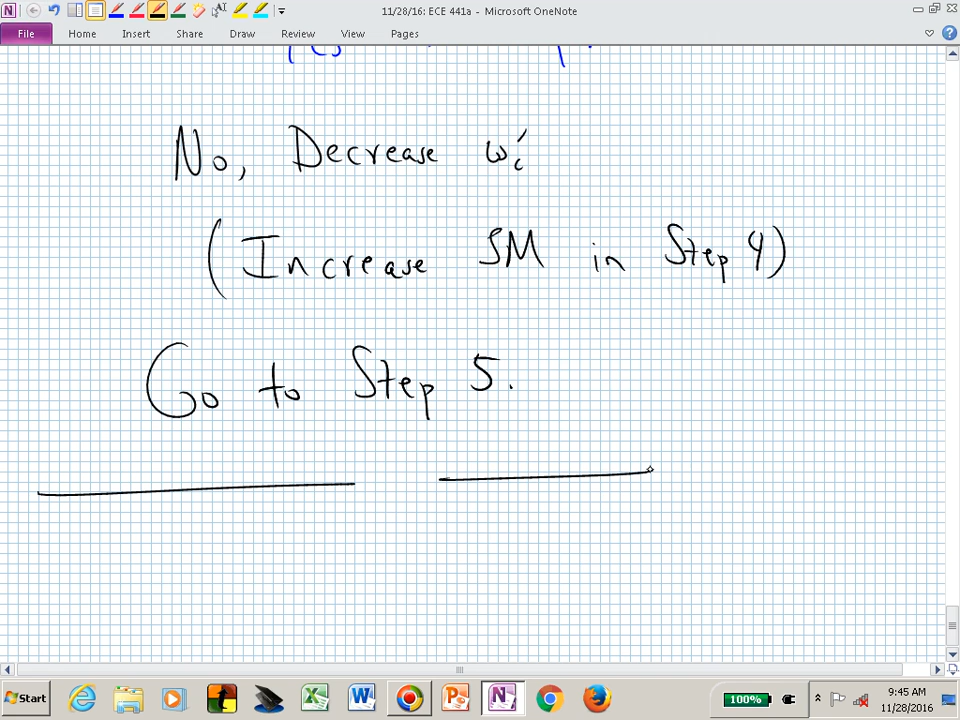 11/28/16: ECE 441a - Microsoft OneNote
File Home Insert Share Draw Review View Pages
No, Decrease ωc'
(Increase SM in Step 4)
Go to Step 5.
Start
100%
9:45 AM
11/28/2016